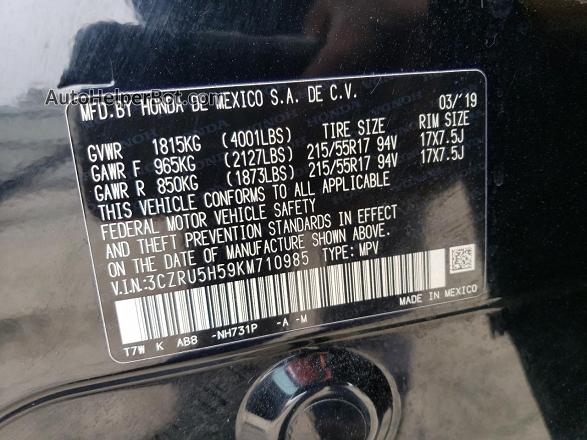 AutoHelperBot.com
MFD.BY HONDA DE MEXICO S.A. DE C.V. 03/'19
GVWR 1815KG (4001LBS) TIRE SIZE RIM SIZE
GAWR F 965KG (2127LBS) 215/55R17 94V 17X7.5J
GAWR R 850KG (1873LBS) 215/55R17 94V 17X7.5J
THIS VEHICLE CONFORMS TO ALL APPLICABLE
FEDERAL MOTOR VEHICLE SAFETY
AND THEFT PREVENTION STANDARDS IN EFFECT
ON THE DATE OF MANUFACTURE SHOWN ABOVE.
V.I.N.:3CZRU5H59KM710985 TYPE: MPV
MADE IN MEXICO
T7W K AB8 -NH731P -A -M